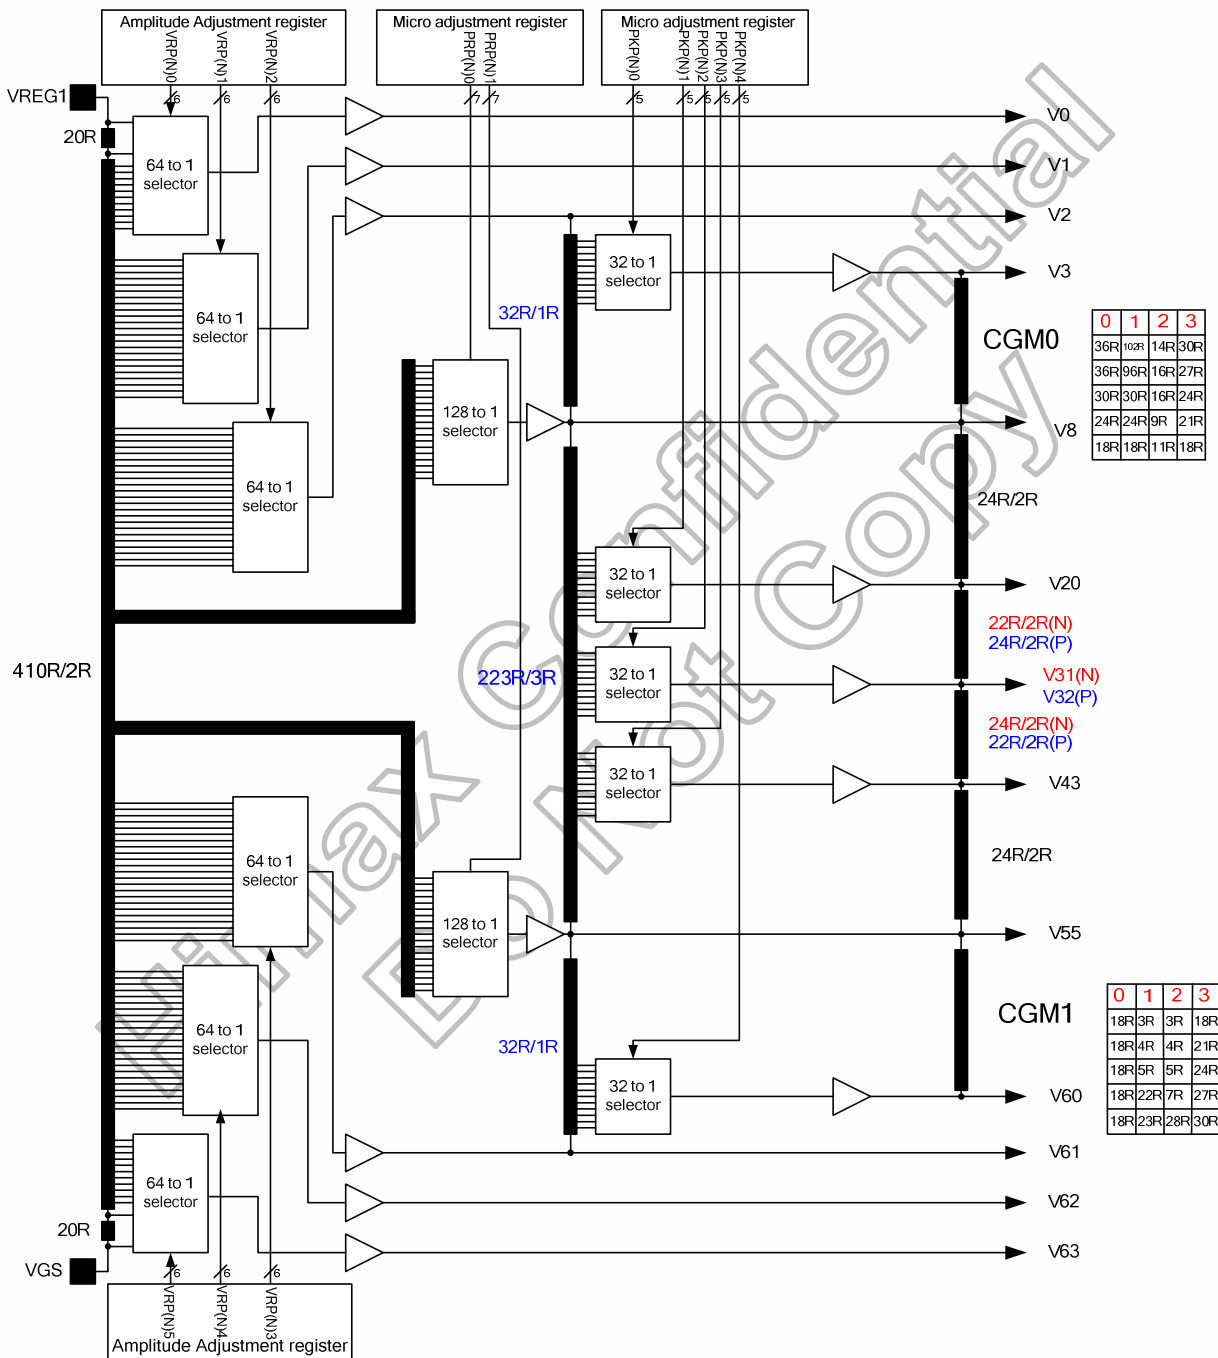 Amplitude Adjustment register
VRP(N)0
VRP(N)1
VRP(N)2
6
6
6
Micro adjustment register
PRP(N)0
PRP(N)1
7
7
Micro adjustment register
PKP(N)0
PKP(N)1
PKP(N)2
PKP(N)3
PKP(N)4
5
5
5
5
5
VREG1
20R
64 to 1
selector
V0
V1
V2
64 to 1
selector
32 to 1
selector
V3
32R/1R
CGM0
0 1 2 3
36R 102R 14R 30R
36R 96R 16R 27R
30R 30R 16R 24R
24R 24R 9R 21R
18R 18R 11R 18R
128 to 1
selector
V8
64 to 1
selector
24R/2R
32 to 1
selector
V20
22R/2R(N)
24R/2R(P)
410R/2R
223R/3R
32 to 1
selector
V31(N)
V32(P)
24R/2R(N)
22R/2R(P)
32 to 1
selector
V43
64 to 1
selector
24R/2R
128 to 1
selector
V55
64 to 1
selector
32R/1R
CGM1
0 1 2 3
18R 3R 3R 18R
18R 4R 4R 21R
18R 5R 5R 24R
18R 22R 7R 27R
18R 23R 28R 30R
32 to 1
selector
V60
64 to 1
selector
V61
V62
20R
V63
VGS
6
6
6
VRP(N)5
VRP(N)4
VRP(N)3
Amplitude Adjustment register
Himax Confidential
Do Not Copy